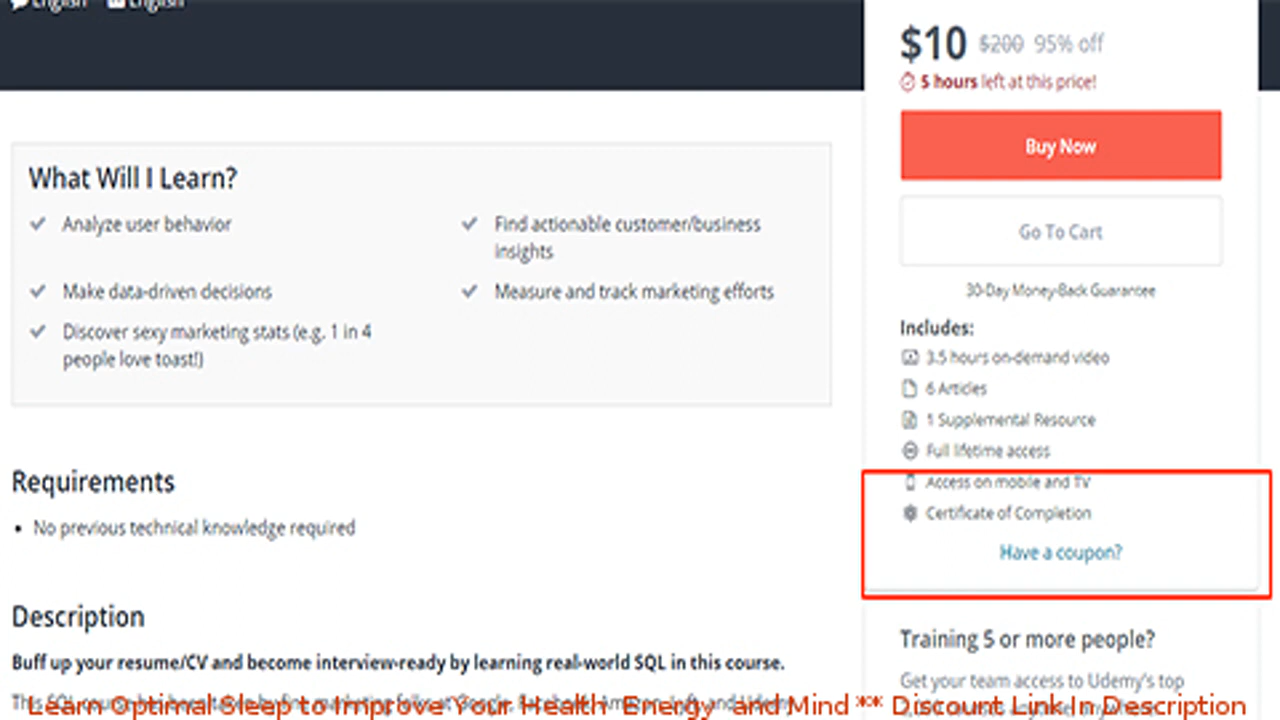 English English
$10 $200 95% off
5 hours left at this price!
Buy Now
Go To Cart
30-Day Money-Back Guarantee
Includes:
3.5 hours on-demand video
6 Articles
1 Supplemental Resource
Full lifetime access
Access on mobile and TV
Certificate of Completion
Have a coupon?
Training 5 or more people?
Get your team access to Udemy's top
What Will I Learn?
Analyze user behavior
Find actionable customer/business
insights
Make data-driven decisions
Measure and track marketing efforts
Discover sexy marketing stats (e.g. 1 in 4
people love toast!)
Requirements
• No previous technical knowledge required
Description
Buff up your resume/CV and become interview-ready by learning real-world SQL in this course.
Learn Optimal Sleep to Improve Your Health Energy and Mind ** Discount Link In Description